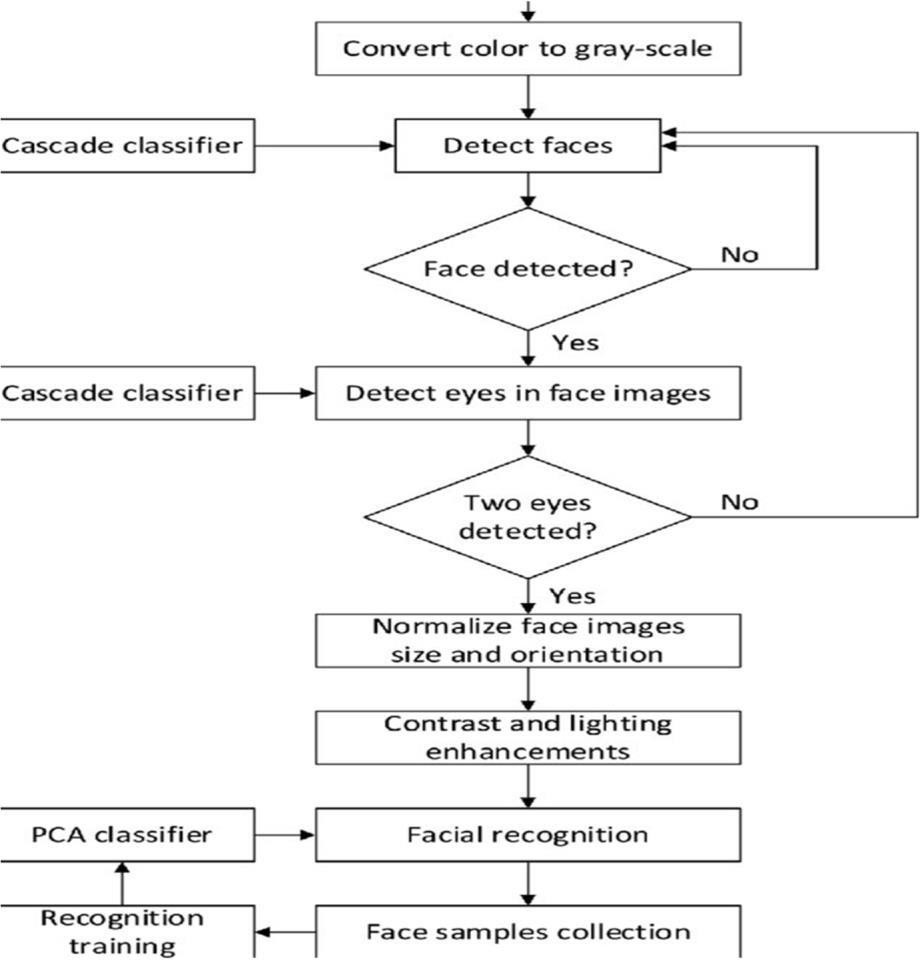 Convert color to gray-scale
Cascade classifier
Detect faces
Face detected?
No
Yes
Cascade classifier
Detect eyes in face images
Two eyes
detected?
No
Yes
Normalize face images
size and orientation
Contrast and lighting
enhancements
PCA classifier
Facial recognition
Recognition
training
Face samples collection